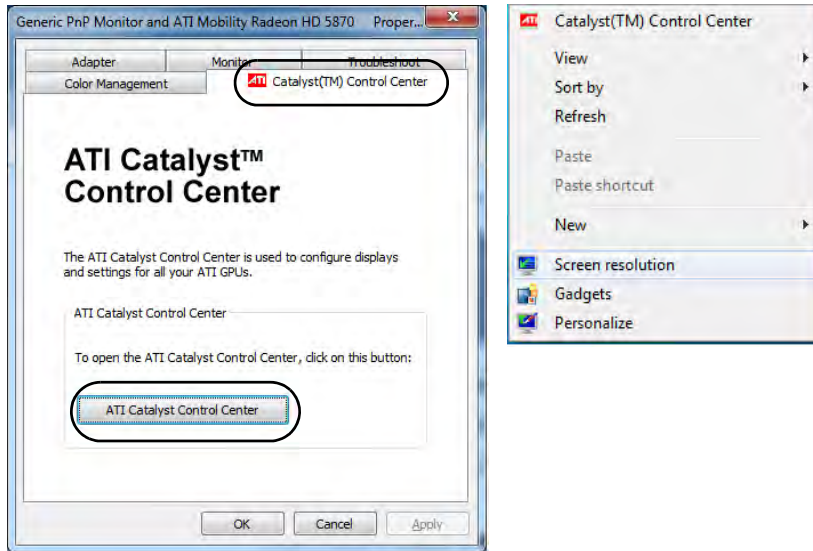 Generic PnP Monitor and ATI Mobility Radeon HD 5870 Proper...
Adapter
Monitor
Troubleshoot
Color Management
ATI Catalyst(TM) Control Center
ATI Catalyst™
Control Center
The ATI Catalyst Control Center is used to configure displays
and settings for all your ATI GPUs.
ATI Catalyst Control Center
To open the ATI Catalyst Control Center, click on this button:
ATI Catalyst Control Center
OK
Cancel
Apply
ATI Catalyst(TM) Control Center
View
Sort by
Refresh
Paste
Paste shortcut
New
Screen resolution
Gadgets
Personalize